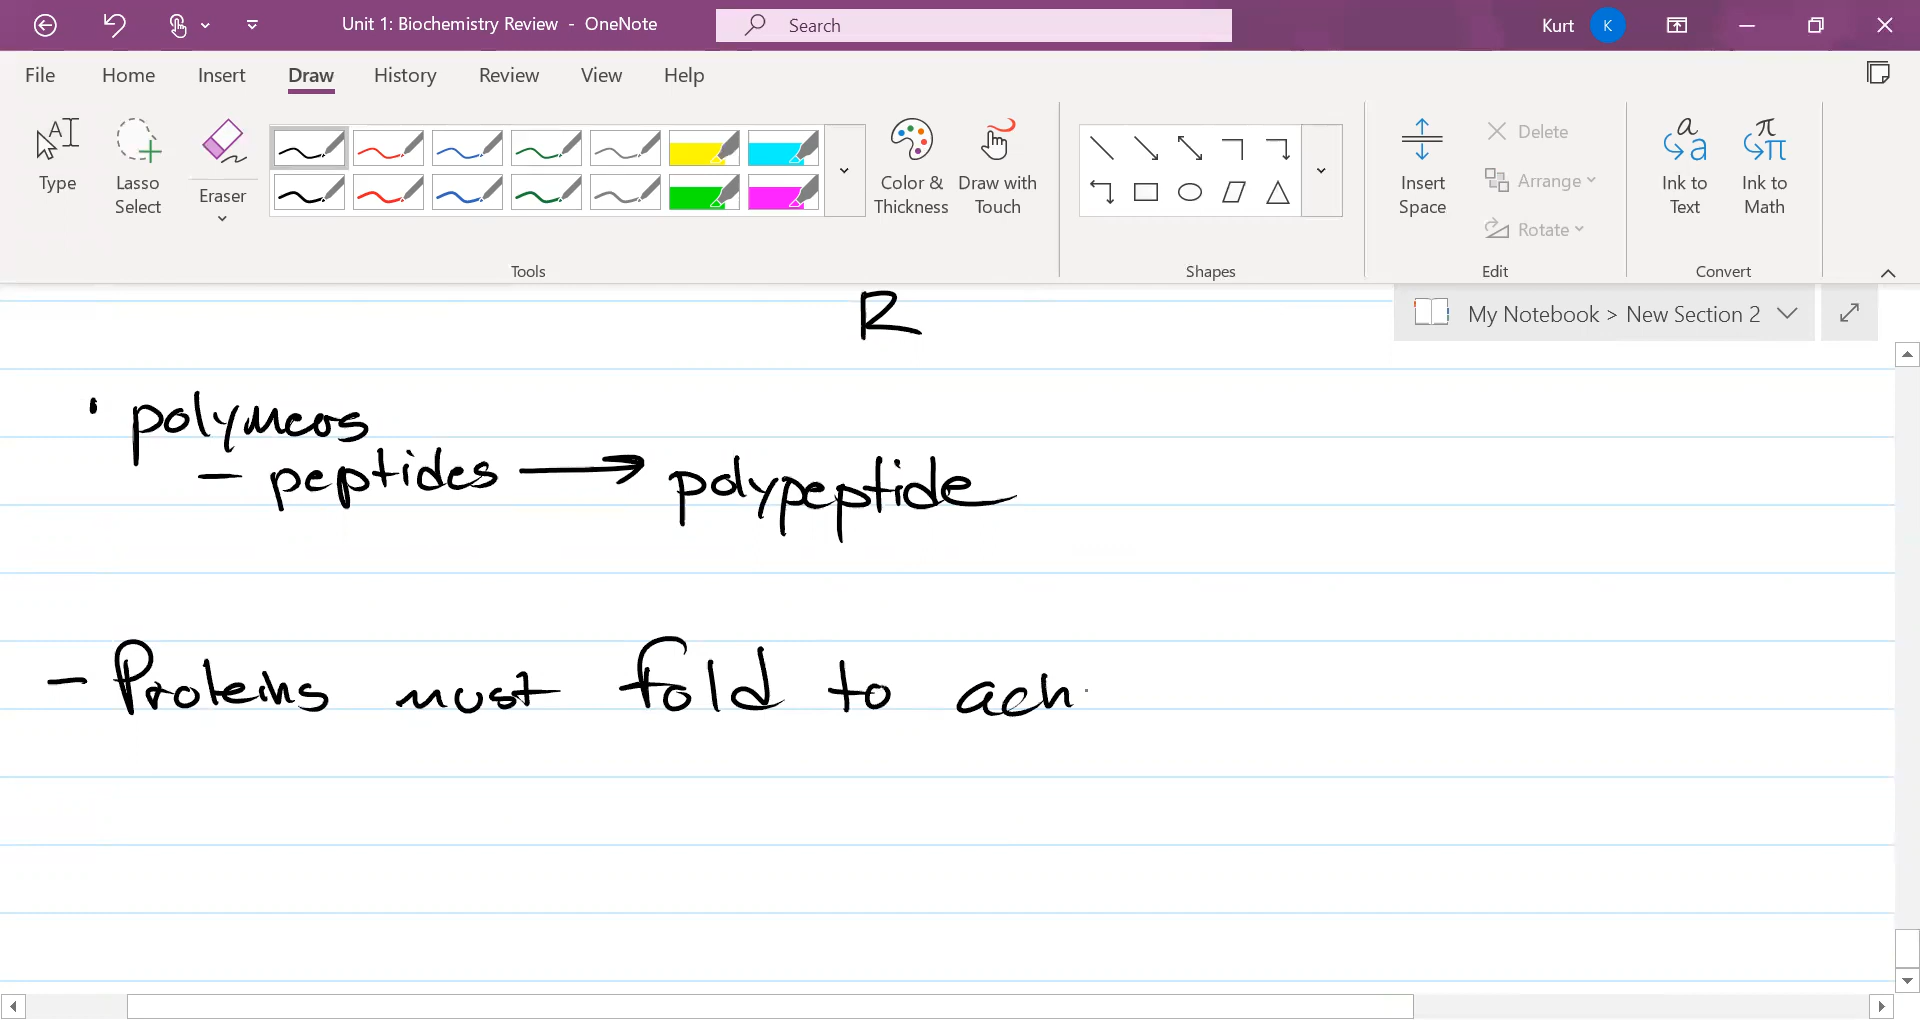 Unit 1: Biochemistry Review - OneNote
Search
Kurt K
File Home Insert Draw History Review View Help
Type
Lasso Select
Eraser
Color & Thickness
Draw with Touch
Insert Space
Delete
Arrange
Rotate
Ink to Text
Ink to Math
Tools
Shapes
Edit
Convert
My Notebook > New Section 2
R
• polymers
- peptides → polypeptide
- Proteins must fold to ach